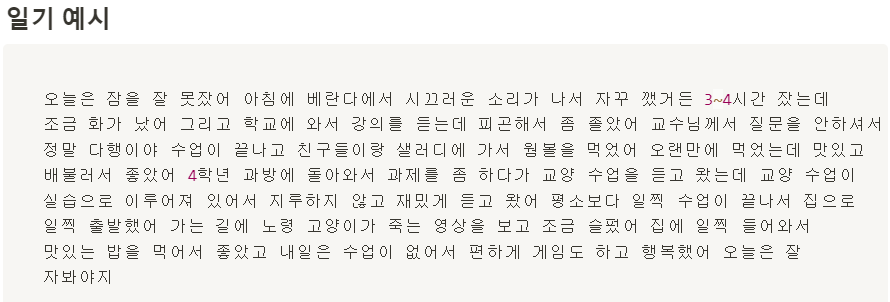 일기 예시
오늘은 잠을 잘 못잤어 아침에 베란다에서 시끄러운 소리가 나서 자꾸 깼거든 3~4시간 잤는데
조금 화가 났어 그리고 학교에 와서 강의를 듣는데 피곤해서 좀 졸았어 교수님께서 질문을 안하셔서
정말 다행이야 수업이 끝나고 친구들이랑 샐러디에 가서 웜볼을 먹었어 오랜만에 먹었는데 맛있고
배불러서 좋았어 4학년 과방에 돌아와서 과제를 좀 하다가 교양 수업을 듣고 왔는데 교양 수업이
실습으로 이루어져 있어서 지루하지 않고 재밌게 듣고 왔어 평소보다 일찍 수업이 끝나서 집으로
일찍 출발했어 가는 길에 노령 고양이가 죽는 영상을 보고 조금 슬펐어 집에 일찍 들어와서
맛있는 밥을 먹어서 좋았고 내일은 수업이 없어서 편하게 게임도 하고 행복했어 오늘은 잘
자봐야지